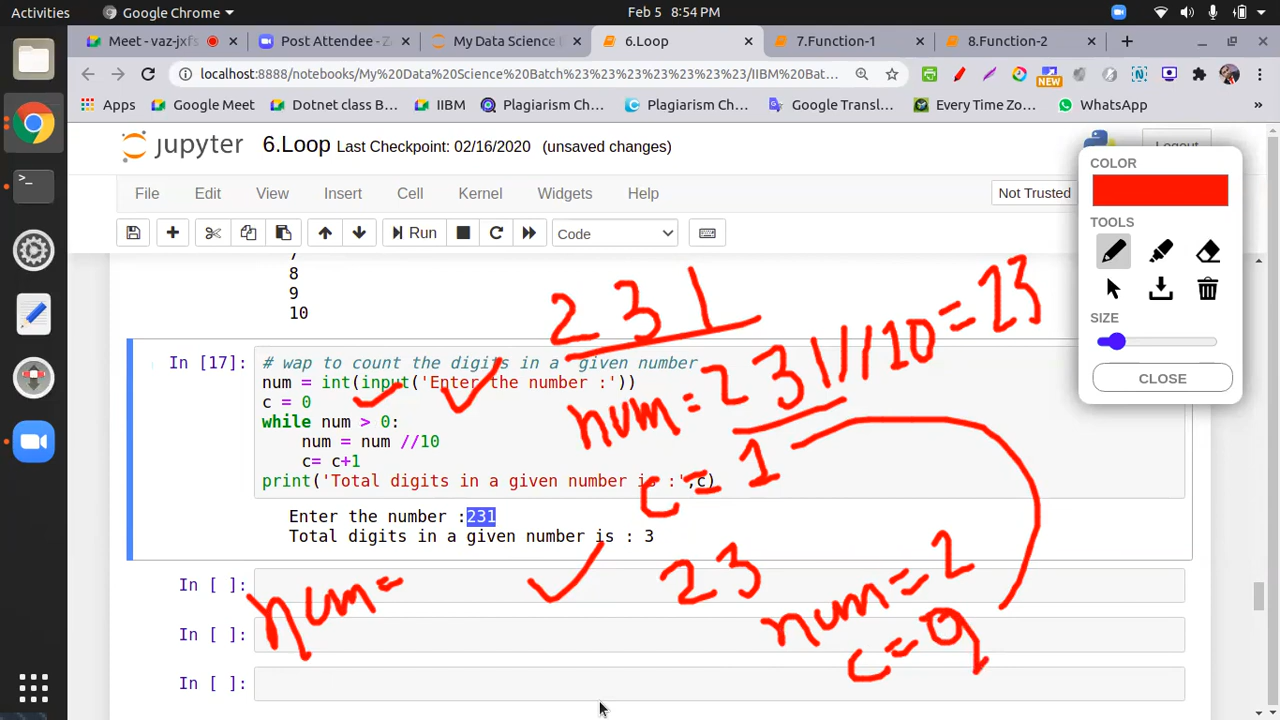 Activities
Google Chrome
Feb 5 8:54 PM
Meet - vaz-jxfs
Post Attendee - Z
My Data Science I
6.Loop
7.Function-1
8.Function-2
localhost:8888/notebooks/My%20Data%20Science%20Batch%23%23%23%23%23%23%23/IIBM%20Bat...
NEW
Apps
Google Meet
Dotnet class B...
IIBM
Plagiarism Ch...
Plagiarism Ch...
Google Transl...
Every Time Zo...
WhatsApp
»
jupyter 6.Loop Last Checkpoint: 02/16/2020 (unsaved changes)
Logout
File Edit View Insert Cell Kernel Widgets Help
Not Trusted
Run
Code
COLOR
TOOLS
SIZE
CLOSE
7
8
9
10
231
num = 231//10 = 23
c = 1
In [17]:
# wap to count the digits in a given number
num = int(input('Enter the number :'))
c = 0
while num > 0:
num = num //10
c= c+1
print('Total digits in a given number is :',c)
Enter the number :231
Total digits in a given number is : 3
23
num = 2
num =
In [ ]:
In [ ]:
In [ ]: